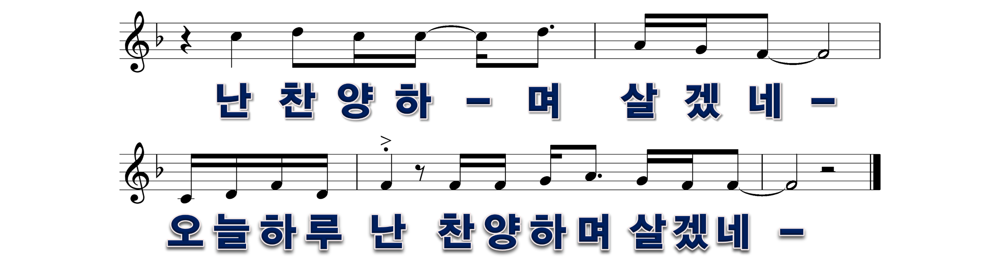 난 찬 양 하 - 며 살 겠 네 -
오늘하루 난 찬양하며 살겠네 -